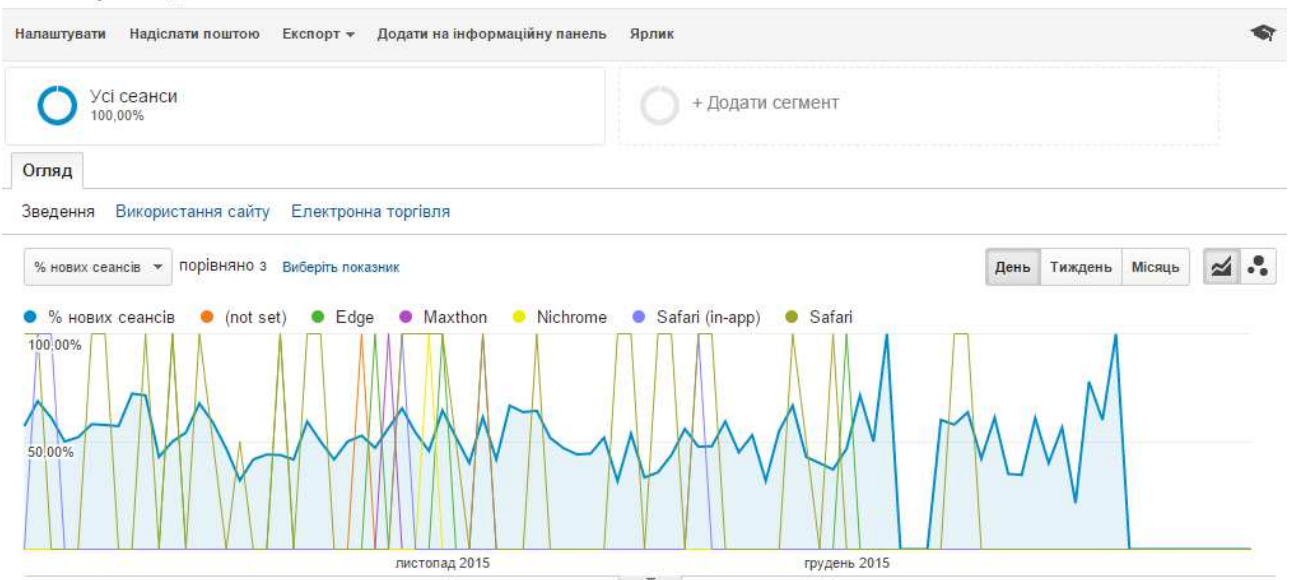 Налаштувати Надіслати поштою Експорт Додати на інформаційну панель Ярлик
Усі сеанси
100,00%
+ Додати сегмент
Огляд
Зведення Використання сайту Електронна торгівля
% нових сеансів порівняно з Виберіть показник
День Тиждень Місяць
% нових сеансів (not set) Edge Maxthon Nichrome Safari (in-app) Safari
100,00%
50,00%
листопад 2015 грудень 2015